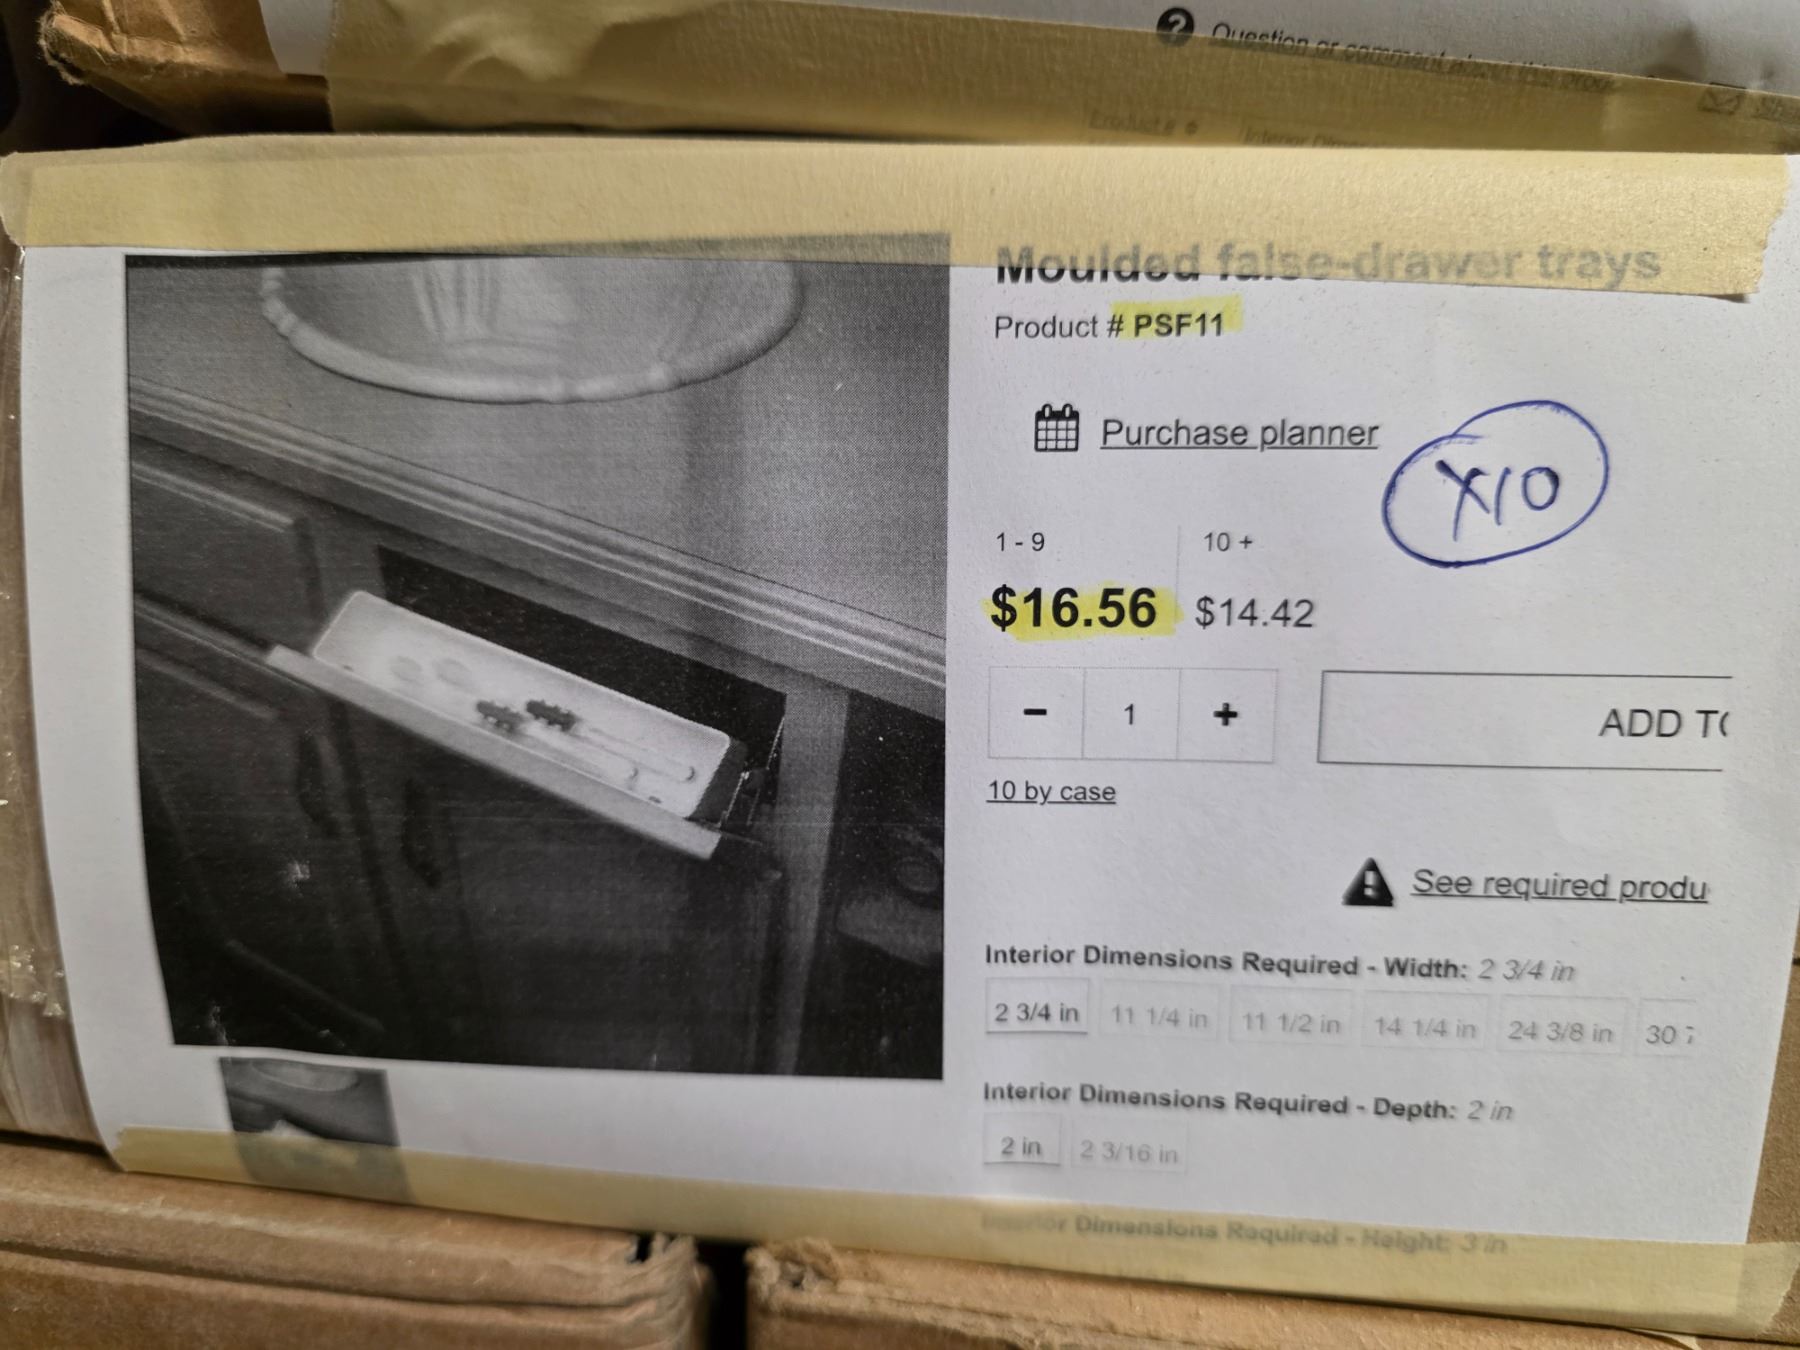 Question or comment about this
Moulded false-drawer trays
Product # PSF11
Purchase planner
X10
1 - 9 10 +
$16.56 $14.42
- 1 +
ADD TO
10 by case
See required produ
Interior Dimensions Required - Width: 2 3/4 in
2 3/4 in 11 1/4 in 11 1/2 in 14 1/4 in 24 3/8 in 30
Interior Dimensions Required - Depth: 2 in
2 in 2 3/16 in
Interior Dimensions Required - Height: 3 in